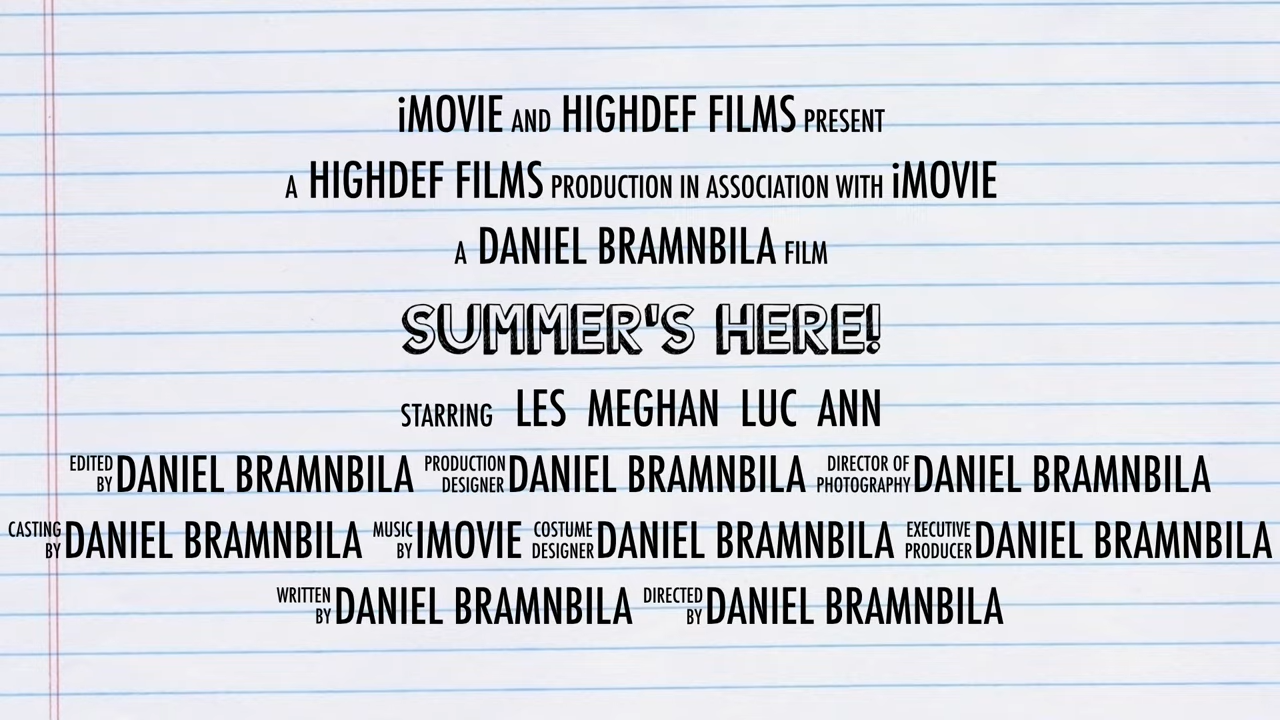 iMOVIE AND HIGHDEF FILMS PRESENT
A HIGHDEF FILMS PRODUCTION IN ASSOCIATION WITH iMOVIE
A DANIEL BRAMNBILA FILM
SUMMER'S HERE!
STARRING LES MEGHAN LUC ANN
EDITED BY DANIEL BRAMNBILA PRODUCTION DESIGNER DANIEL BRAMNBILA DIRECTOR OF PHOTOGRAPHY DANIEL BRAMNBILA
CASTING BY DANIEL BRAMNBILA MUSIC BY IMOVIE COSTUME DESIGNER DANIEL BRAMNBILA EXECUTIVE PRODUCER DANIEL BRAMNBILA
WRITTEN BY DANIEL BRAMNBILA DIRECTED BY DANIEL BRAMNBILA